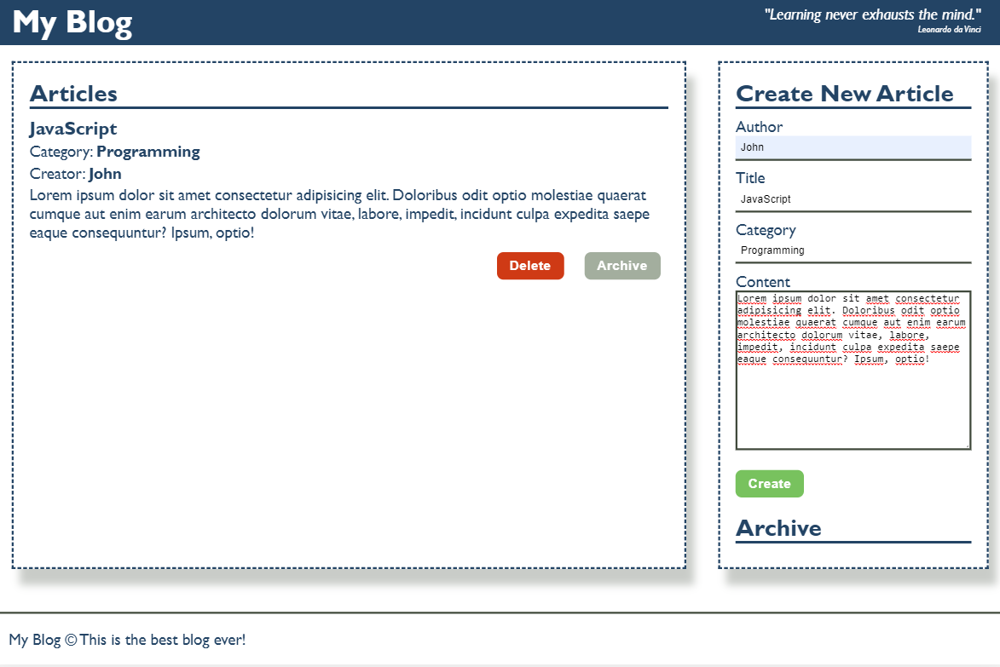 My Blog
"Learning never exhausts the mind."
Leonardo da Vinci
Articles
JavaScript
Category: Programming
Creator: John
Lorem ipsum dolor sit amet consectetur adipisicing elit. Doloribus odit optio molestiae quaerat
cumque aut enim earum architecto dolorum vitae, labore, impedit, incidunt culpa expedita saepe
eaque consequuntur? Ipsum, optio!
Delete
Archive
Create New Article
Author
John
Title
JavaScript
Category
Programming
Content
Lorem ipsum dolor sit amet consectetur
adipisicing elit. Doloribus odit optio
molestiae quaerat cumque aut enim earum
architecto dolorum vitae, labore,
impedit, incidunt culpa expedita saepe
eaque consequuntur? Ipsum, optio!
Create
Archive
My Blog © This is the best blog ever!